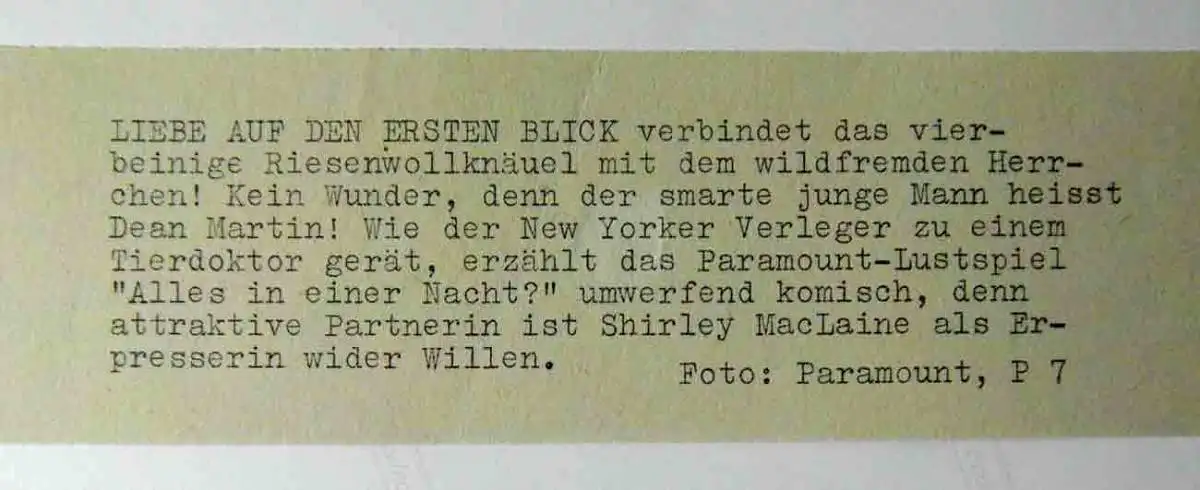 LIEBE AUF DEN ERSTEN BLICK verbindet das vier-
beinige Riesenwollknäuel mit dem wildfremden Herr-
chen! Kein Wunder, denn der smarte junge Mann heisst
Dean Martin! Wie der New Yorker Verleger zu einem
Tierdoktor gerät, erzählt das Paramount-Lustspiel
"Alles in einer Nacht?" umwerfend komisch, denn
attraktive Partnerin ist Shirley MacLaine als Er-
presserin wider Willen.
Foto: Paramount, P 7